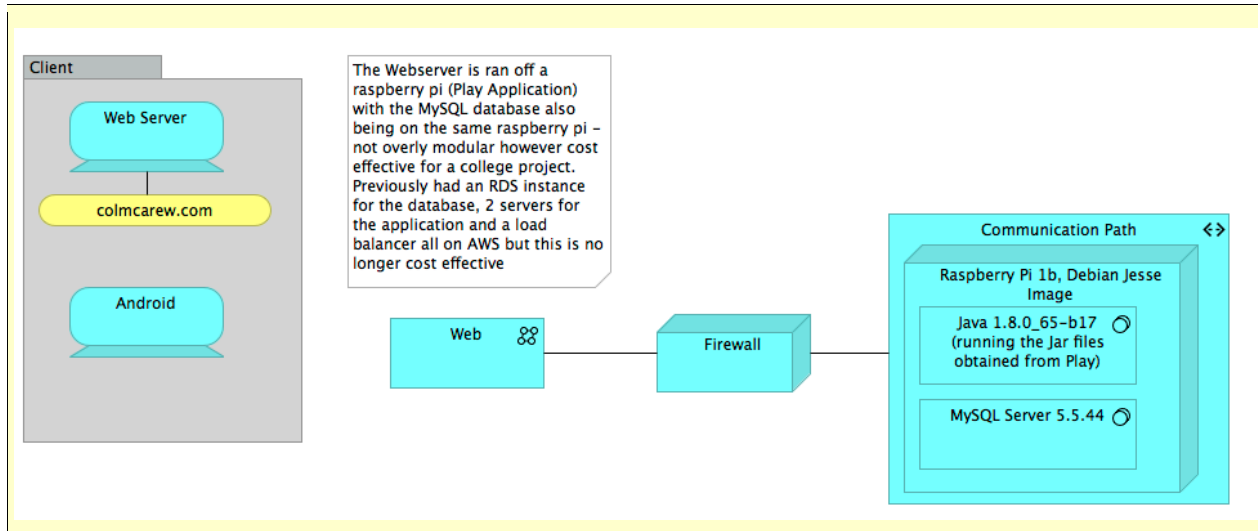 Client
Web Server
colmcarew.com
Android
The Webserver is ran off a
raspberry pi (Play Application)
with the MySQL database also
being on the same raspberry pi -
not overly modular however cost
effective for a college project.
Previously had an RDS instance
for the database, 2 servers for
the application and a load
balancer all on AWS but this is no
longer cost effective
Web
Firewall
Communication Path
Raspberry Pi 1b, Debian Jesse
Image
Java 1.8.0_65-b17
(running the Jar files
obtained from Play)
MySQL Server 5.5.44